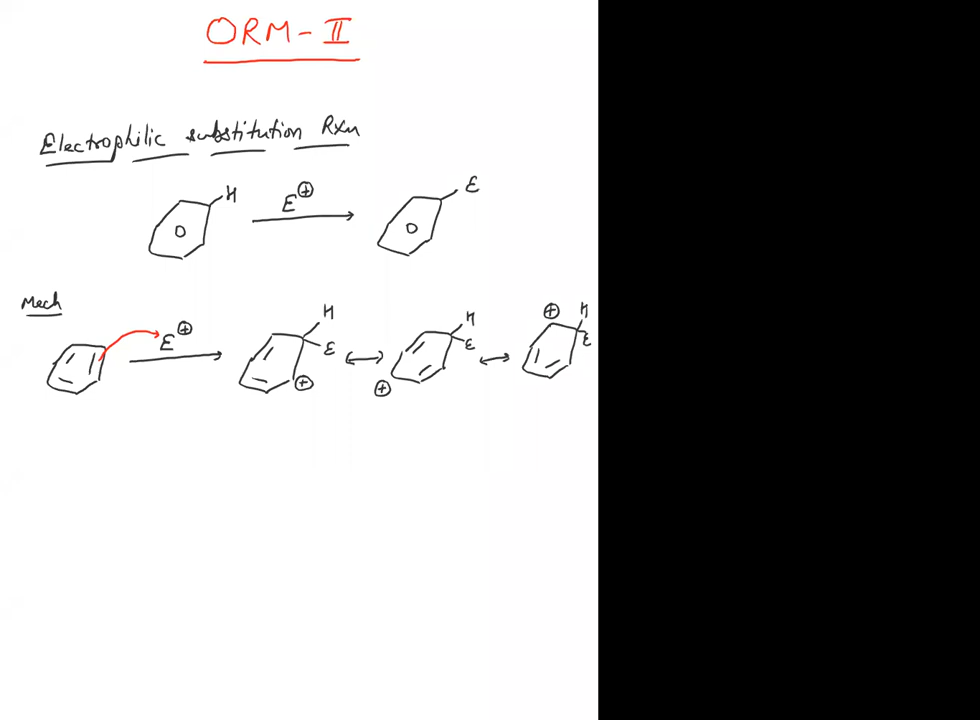 ORM - II
Electrophilic substitution Rxn
H E⊕ E
Mech
E⊕ H E ⊕ H E ⊕ ⊕ H E